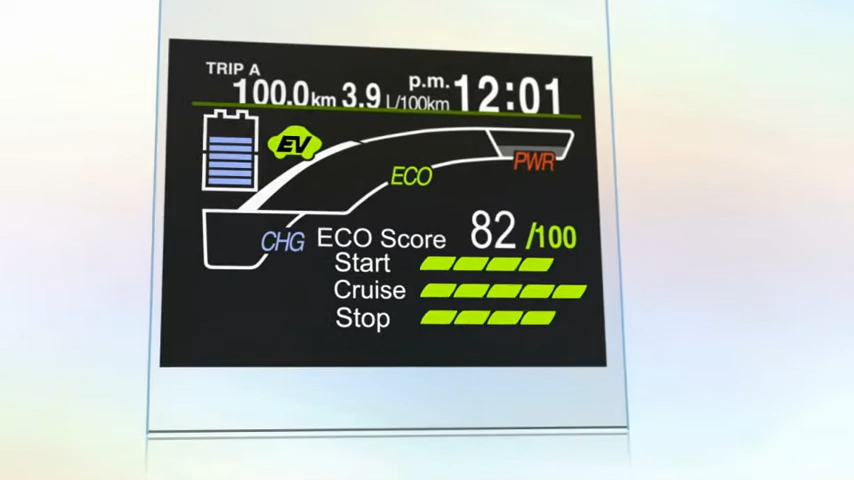 TRIP A
100.0km 3.9 L/100km p.m. 12:01
EV
ECO
PWR
CHG
ECO Score 82 /100
Start
Cruise
Stop